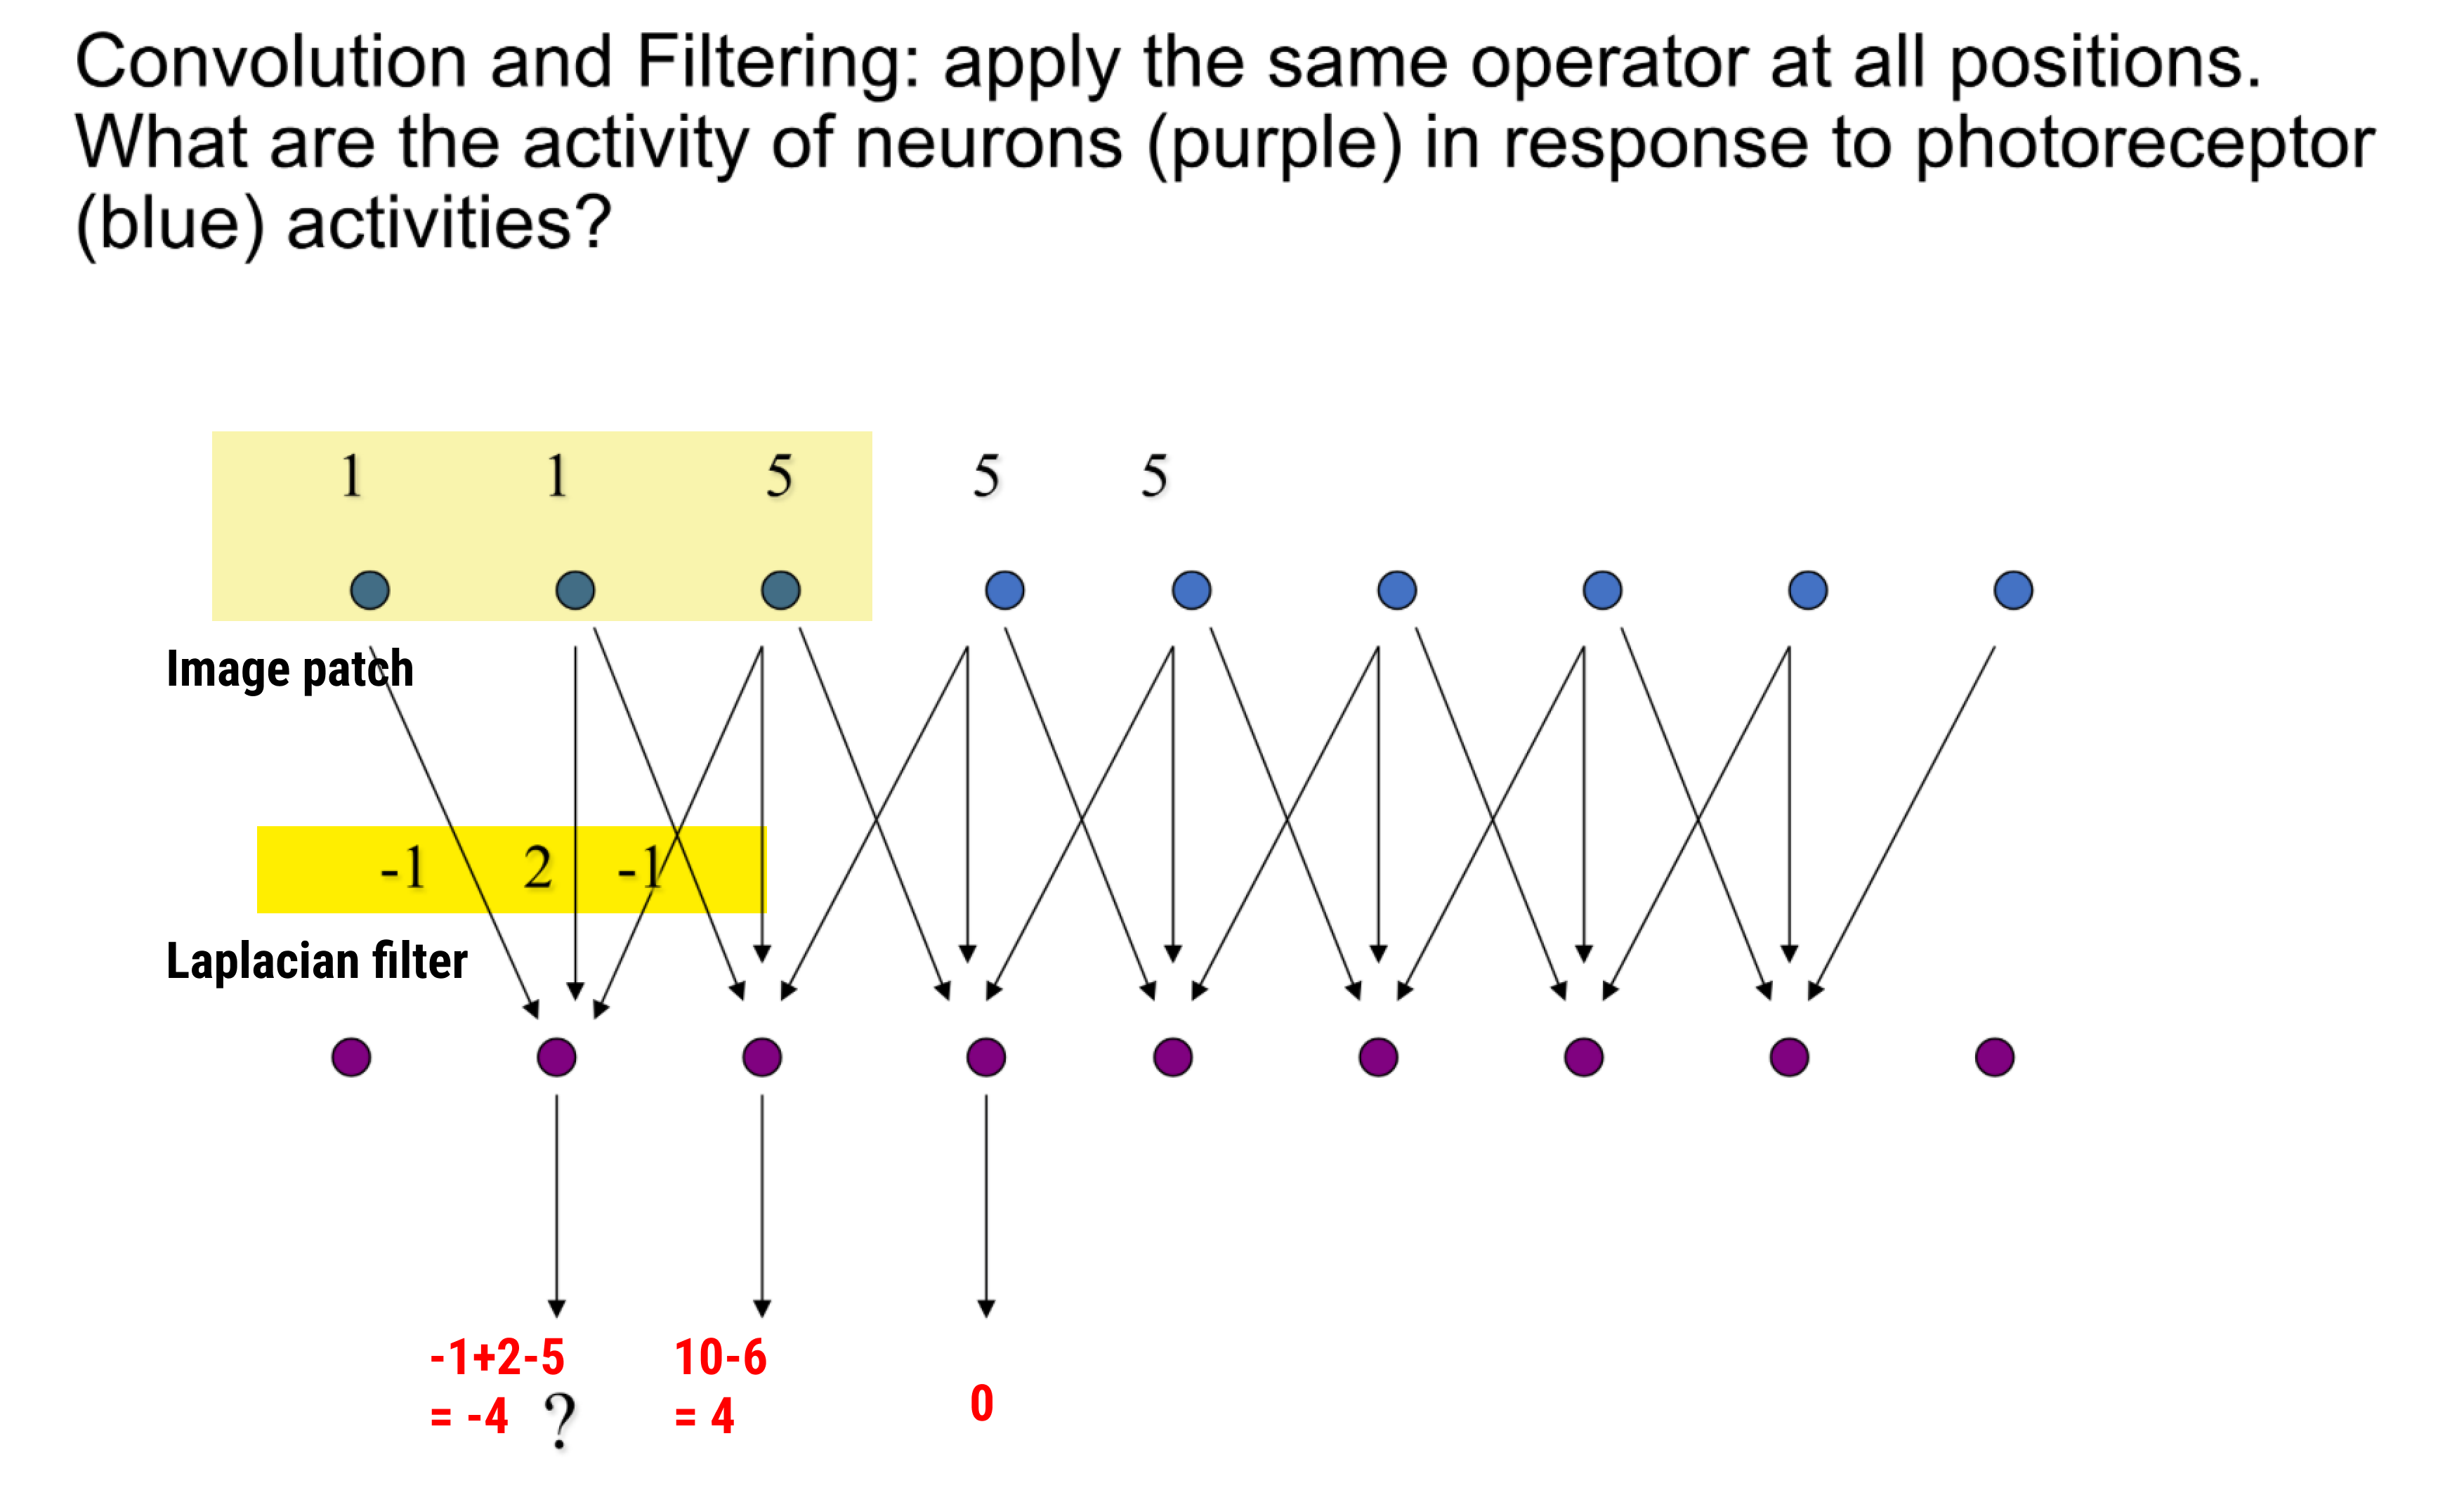 Convolution and Filtering: apply the same operator at all positions.
What are the activity of neurons (purple) in response to photoreceptor
(blue) activities?
1 1 5 5 5
Image patch
-1 2 -1
Laplacian filter
-1+2-5 10-6
= -4 ? = 4 0